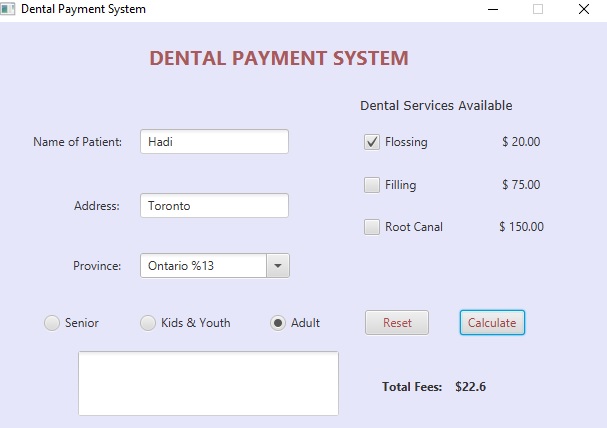 Dental Payment System
DENTAL PAYMENT SYSTEM
Dental Services Available
Name of Patient: Hadi
Flossing $ 20.00
Filling $ 75.00
Address: Toronto
Root Canal $ 150.00
Province: Ontario %13
Senior Kids & Youth Adult Reset Calculate
Total Fees: $22.6